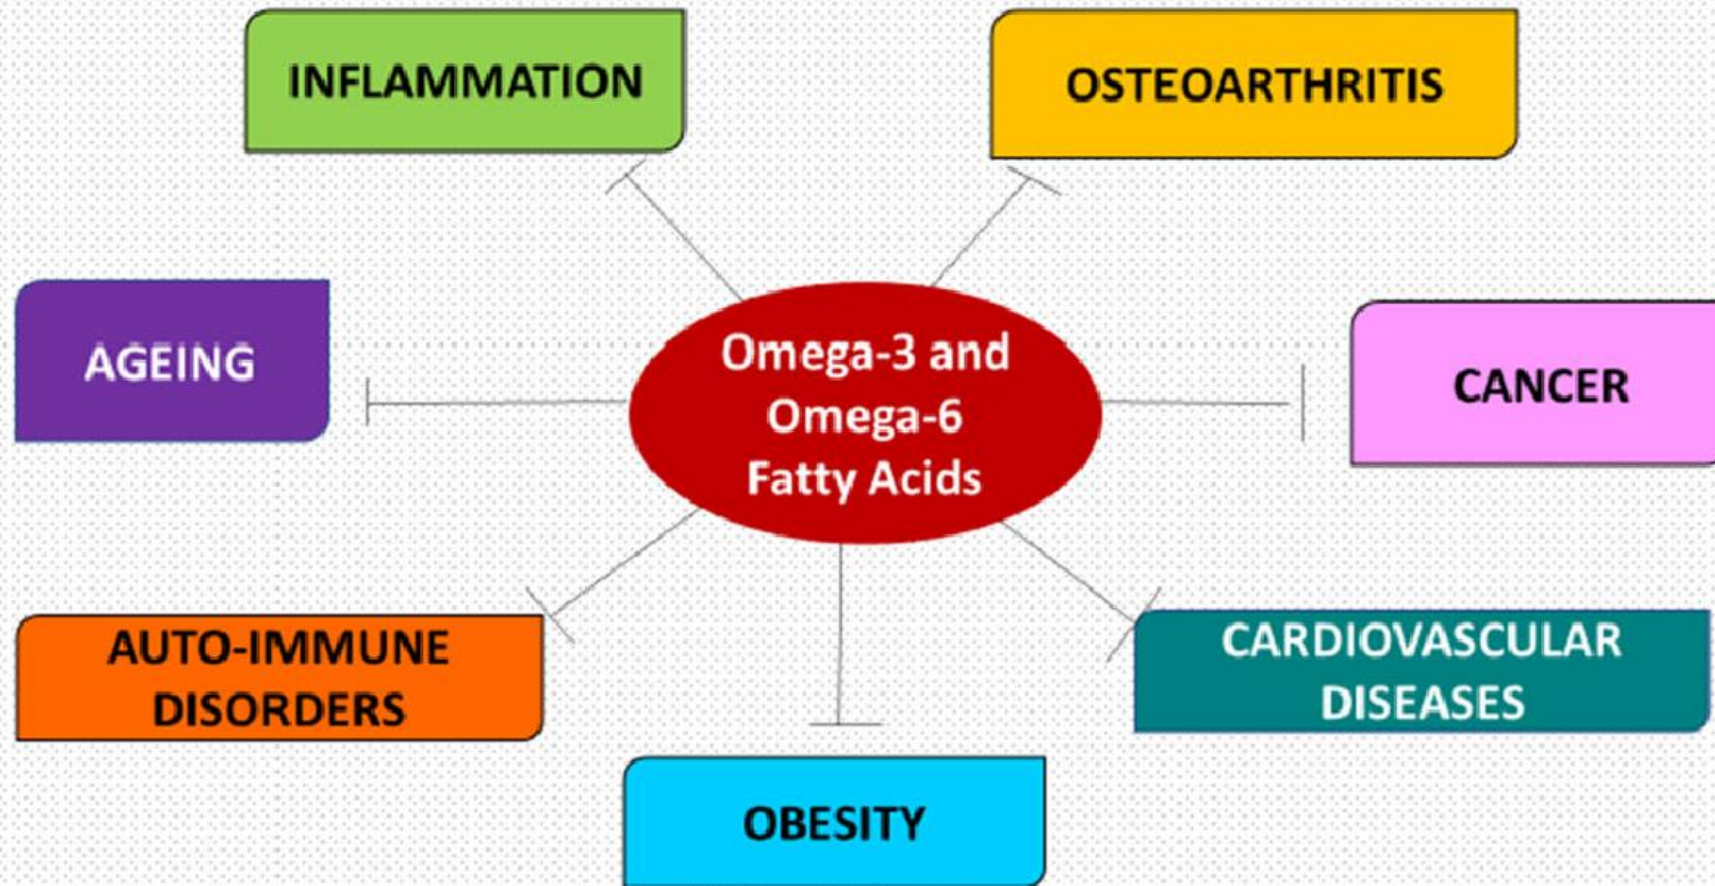 INFLAMMATION
OSTEOARTHRITIS
AGEING
Omega-3 and
Omega-6
Fatty Acids
CANCER
AUTO-IMMUNE
DISORDERS
CARDIOVASCULAR
DISEASES
OBESITY